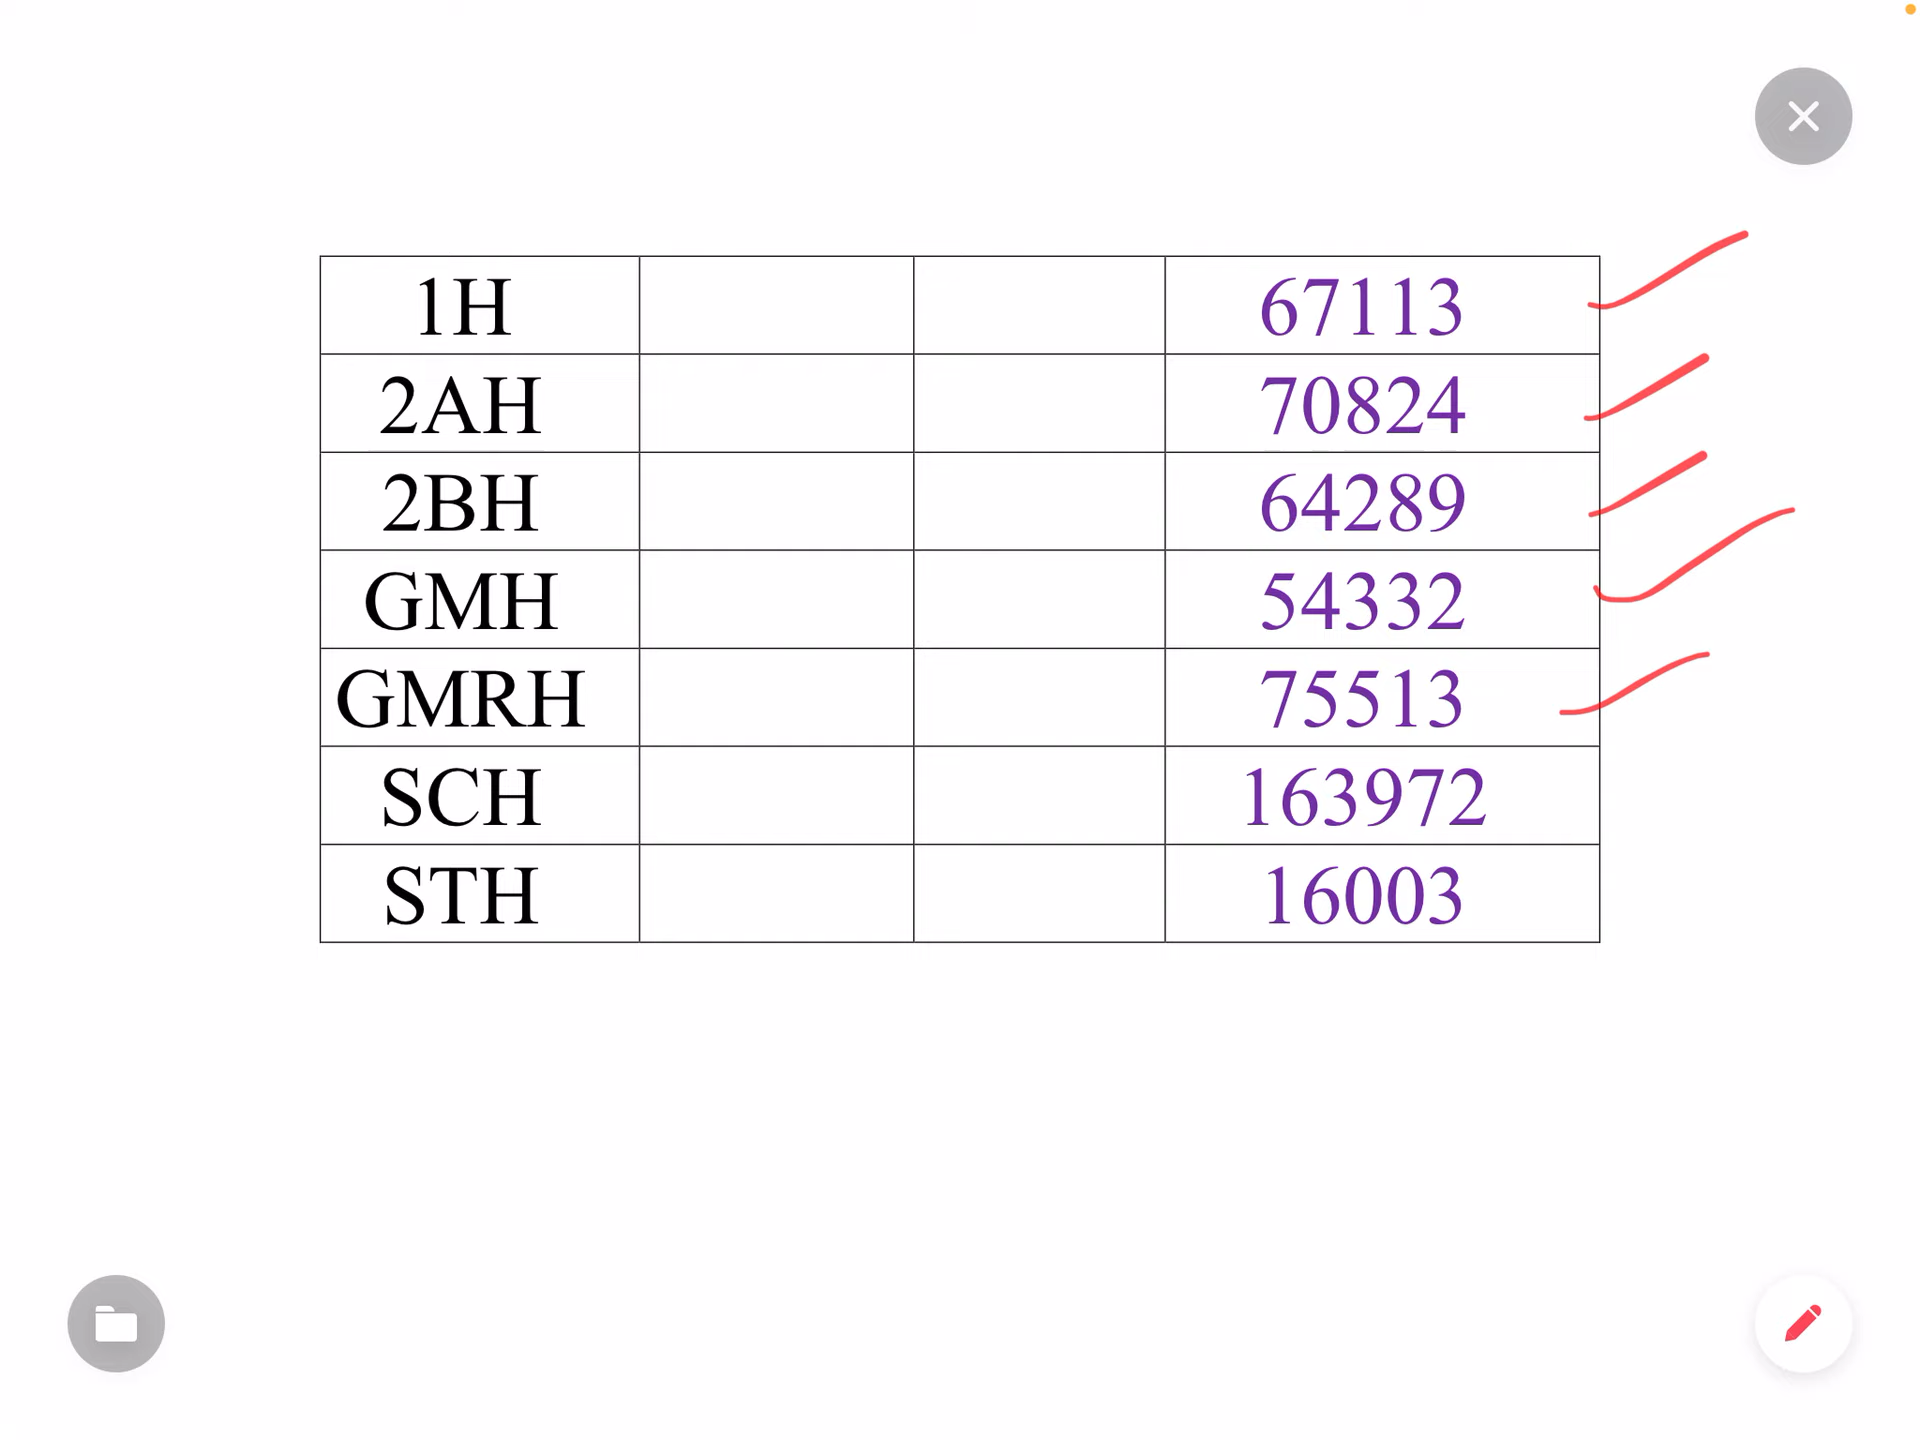 1H 67113
2AH 70824
2BH 64289
GMH 54332
GMRH 75513
SCH 163972
STH 16003